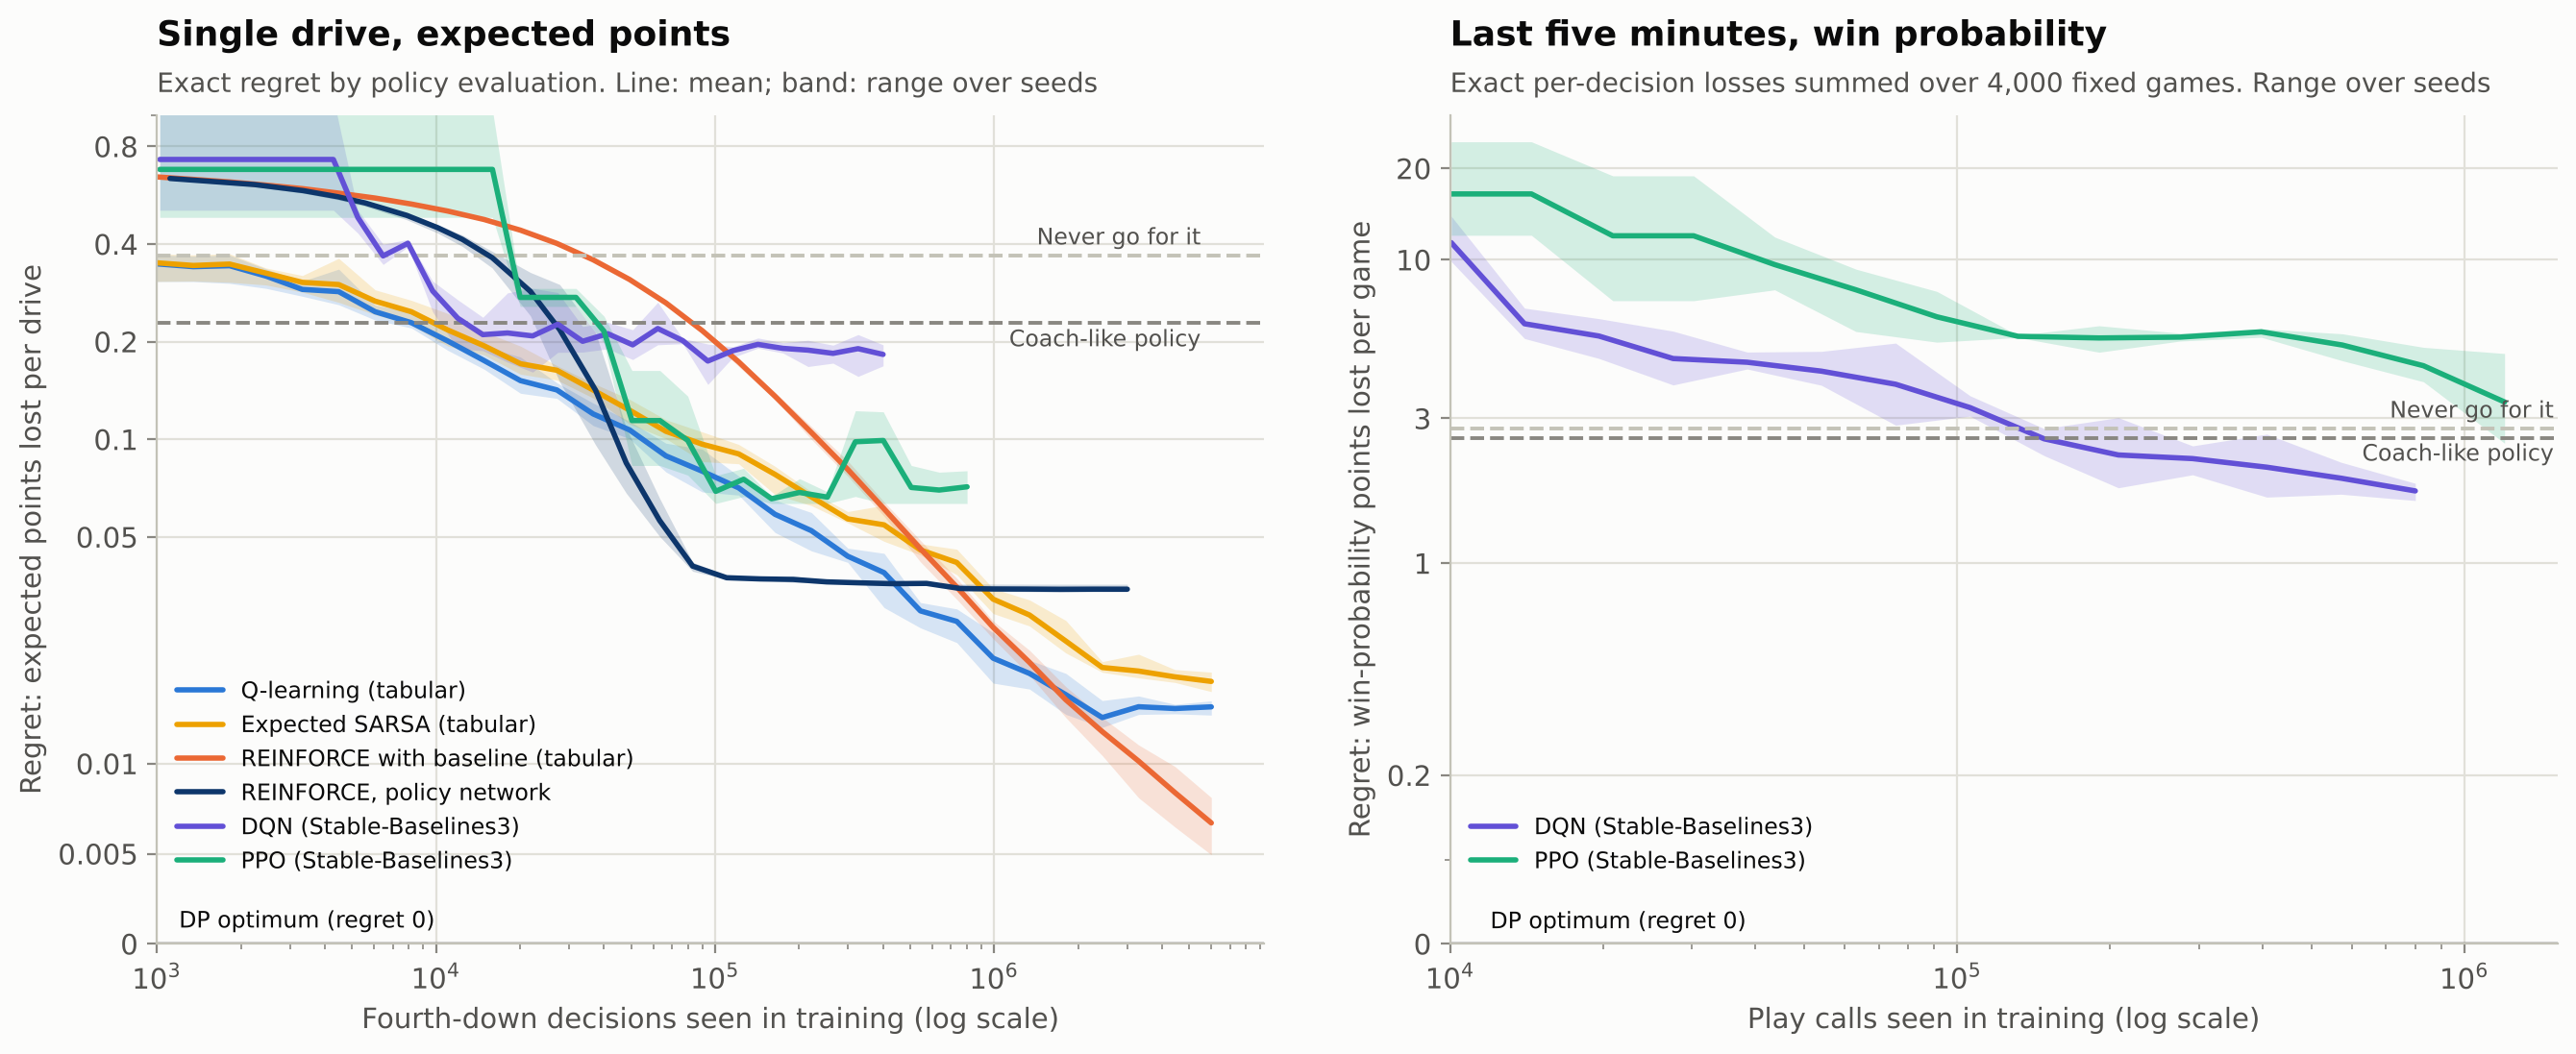 Single drive, expected points
Exact regret by policy evaluation. Line: mean; band: range over seeds
Regret: expected points lost per drive
0.8
0.4
0.2
0.1
0.05
0.01
0.005
0
Never go for it
Coach-like policy
Q-learning (tabular)
Expected SARSA (tabular)
REINFORCE with baseline (tabular)
REINFORCE, policy network
DQN (Stable-Baselines3)
PPO (Stable-Baselines3)
DP optimum (regret 0)
10³ 10⁴ 10⁵ 10⁶
Fourth-down decisions seen in training (log scale)
Last five minutes, win probability
Exact per-decision losses summed over 4,000 fixed games. Range over seeds
Regret: win-probability points lost per game
20
10
3
1
0.2
0
Never go for it
Coach-like policy
DQN (Stable-Baselines3)
PPO (Stable-Baselines3)
DP optimum (regret 0)
10⁴ 10⁵ 10⁶
Play calls seen in training (log scale)